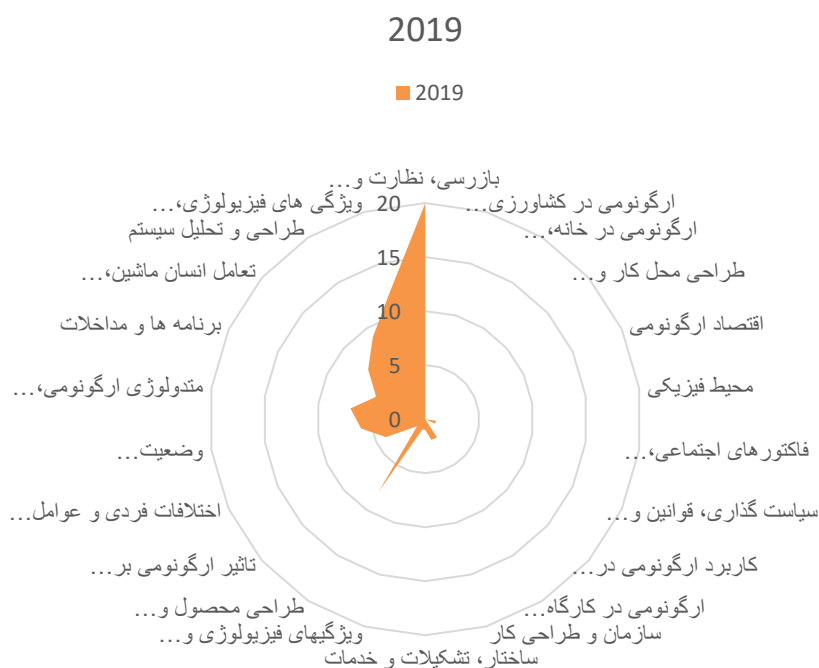 2019
2019
بازرسی، نظارت و...
ارگونومی در کشاورزی...
ارگونومی در خانه،...
طراحی محل کار و...
اقتصاد ارگونومی
محیط فیزیکی
فاکتورهای اجتماعی،...
سیاست گذاری، قوانین و...
کاربرد ارگونومی در...
ارگونومی در کارگاه...
سازمان و طراحی کار
ساختار، تشکیلات و خدمات
ویژگیهای فیزیولوژی و...
طراحی محصول و...
تاثیر ارگونومی بر...
اختلافات فردی و عوامل...
وضعیت...
متدولوژی ارگونومی،...
برنامه ها و مداخلات
تعامل انسان ماشین،...
طراحی و تحلیل سیستم
ویژگی های فیزیولوژی،...
20
15
10
5
0